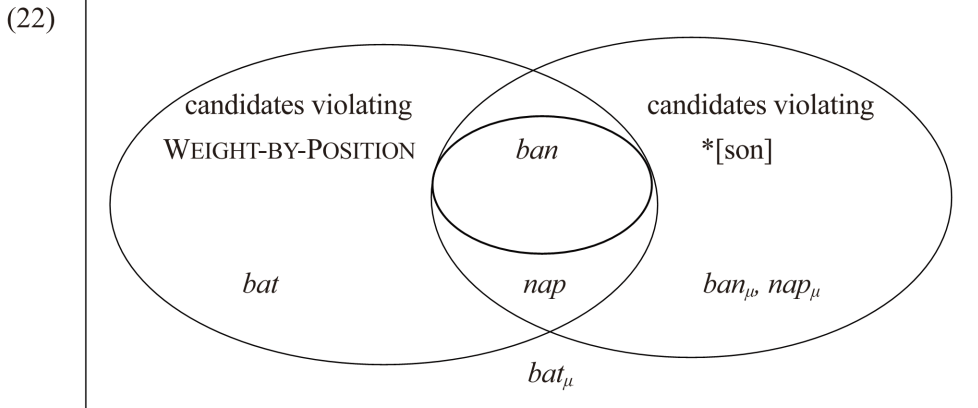 (22)
candidates violating
WEIGHT-BY-POSITION
candidates violating
*[son]
ban
bat
nap
banμ, napμ
batμ